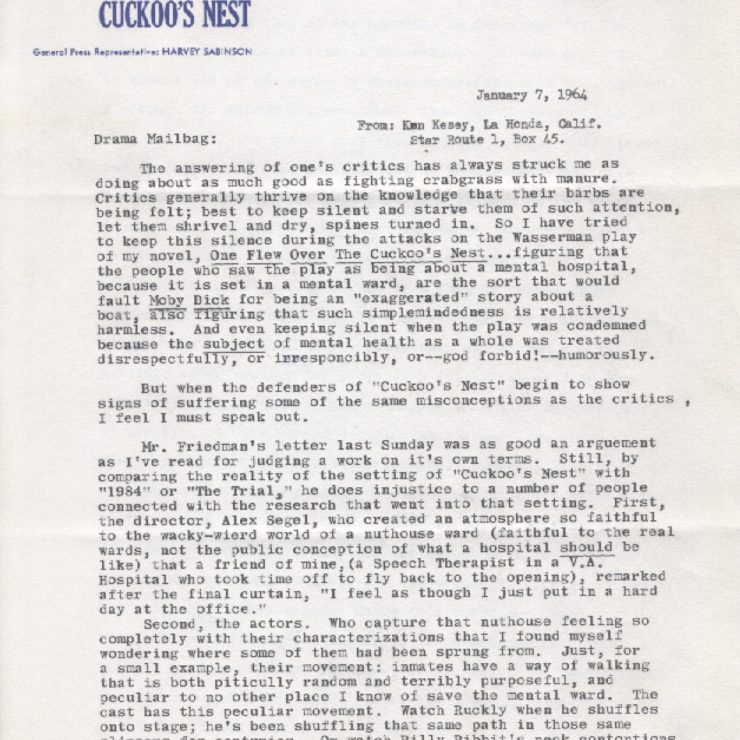 CUCKOO'S NEST
General Press Representative: HARVEY SABINSON
January 7, 1964
From: Ken Kesey, La Honda, Calif.
Drama Mailbag:
Star Route 1, Box 45.
The answering of one's critics has always struck me as
doing about as much good as fighting crabgrass with manure.
Critics generally thrive on the knowledge that their barbs are
being felt; best to keep silent and starve them of such attention,
let them shrivel and dry, spines turned in. So I have tried
to keep this silence during the attacks on the Wasserman play
of my novel, One Flew Over The Cuckoo's Nest...figuring that
the people who saw the play as being about a mental hospital,
because it is set in a mental ward, are the sort that would
fault Moby Dick for being an "exaggerated" story about a
boat, also figuring that such simplemindedness is relatively
harmless. And even keeping silent when the play was condemned
because the subject of mental health as a whole was treated
disrespectfully, or irresponcibly, or--god forbid!--humorously.
But when the defenders of "Cuckoo's Nest" begin to show
signs of suffering some of the same misconceptions as the critics ,
I feel I must speak out.
Mr. Friedman's letter last Sunday was as good an arguement
as I've read for judging a work on it's own terms. Still, by
comparing the reality of the setting of "Cuckoo's Nest" with
"1984" or "The Trial," he does injustice to a number of people
connected with the research that went into that setting. First,
the director, Alex Segel, who created an atmosphere so faithful
to the wacky-wierd world of a nuthouse ward (faithful to the real
wards, not the public conception of what a hospital should be
like) that a friend of mine,(a Speech Therapist in a V.A.
Hospital who took time off to fly back to the opening), remarked
after the final curtain, "I feel as though I just put in a hard
day at the office."
Second, the actors. Who capture that nuthouse feeling so
completely with their characterizations that I found myself
wondering where some of them had been sprung from. Just, for
a small example, their movement: inmates have a way of walking
that is both piticully random and terribly purposeful, and
peculiar to no other place I know of save the mental ward. The
cast has this peculiar movement. Watch Ruckly when he shuffles
onto stage; he's been shuffling that same path in those same